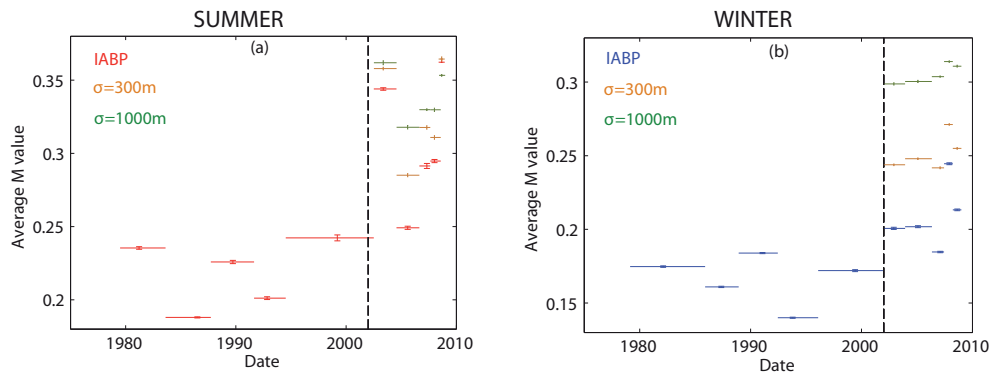 SUMMER
(a)
IABP
σ=300m
σ=1000m
0.35
0.3
0.25
0.2
Average M value
1980 1990 2000 2010
Date
WINTER
(b)
IABP
σ=300m
σ=1000m
0.3
0.25
0.2
0.15
Average M value
1980 1990 2000 2010
Date